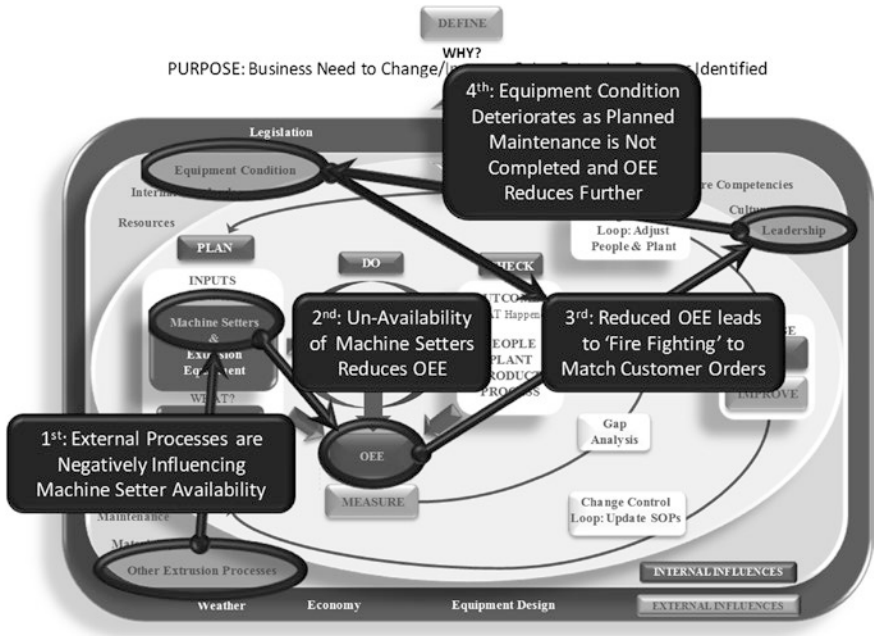 DEFINE
WHY?
PURPOSE: Business Need to Change/ Identified
4th: Equipment Condition
Deteriorates as Planned
Maintenance is Not
Completed and OEE
Reduces Further
Legislation
Equipment Condition
Competencies
Resources
Leadership
Loop: Adjust
People & Plant
PLAN
DO
CHECK
INPUTS
Machine Setters
&
Extrusion
Equipment
WHAT?
2nd: Un-Availability
of Machine Setters
Reduces OEE
PEOPLE
PLANT
PRODUCT
PROCESS
3rd: Reduced OEE leads
to ‘Fire Fighting’ to
Match Customer Orders
IMPROVE
1st: External Processes are
Negatively Influencing
Machine Setter Availability
OEE
MEASURE
Gap
Analysis
Change Control
Loop: Update SOPs
Maintenance
Other Extrusion Processes
INTERNAL INFLUENCES
Weather
Economy
Equipment Design
EXTERNAL INFLUENCES